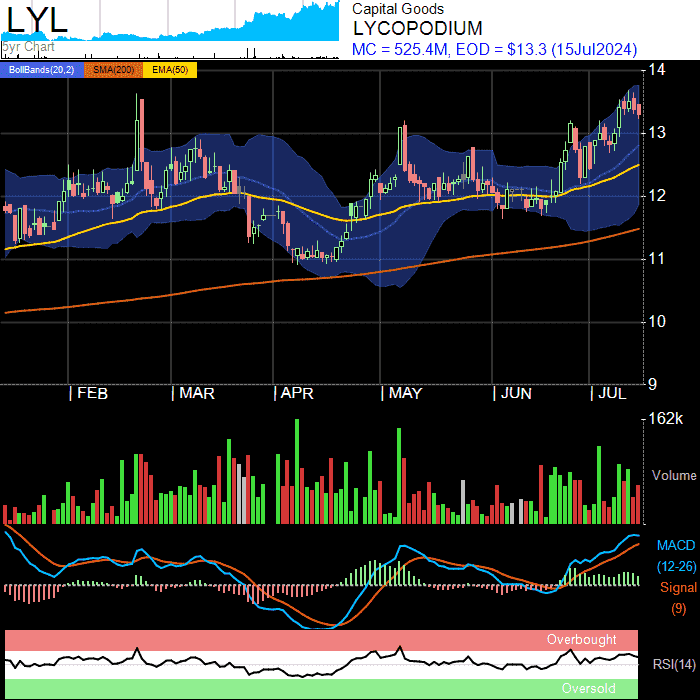 LYL
5yr Chart
Capital Goods
LYCOPODIUM
MC = 525.4M, EOD = $13.3 (15Jul2024)
BollBands(20,2) SMA(200) EMA(50)
14
13
12
11
10
9
| FEB | MAR | APR | MAY | JUN | JUL
162k
Volume
MACD
(12-26)
Signal
(9)
Overbought
RSI(14)
Oversold